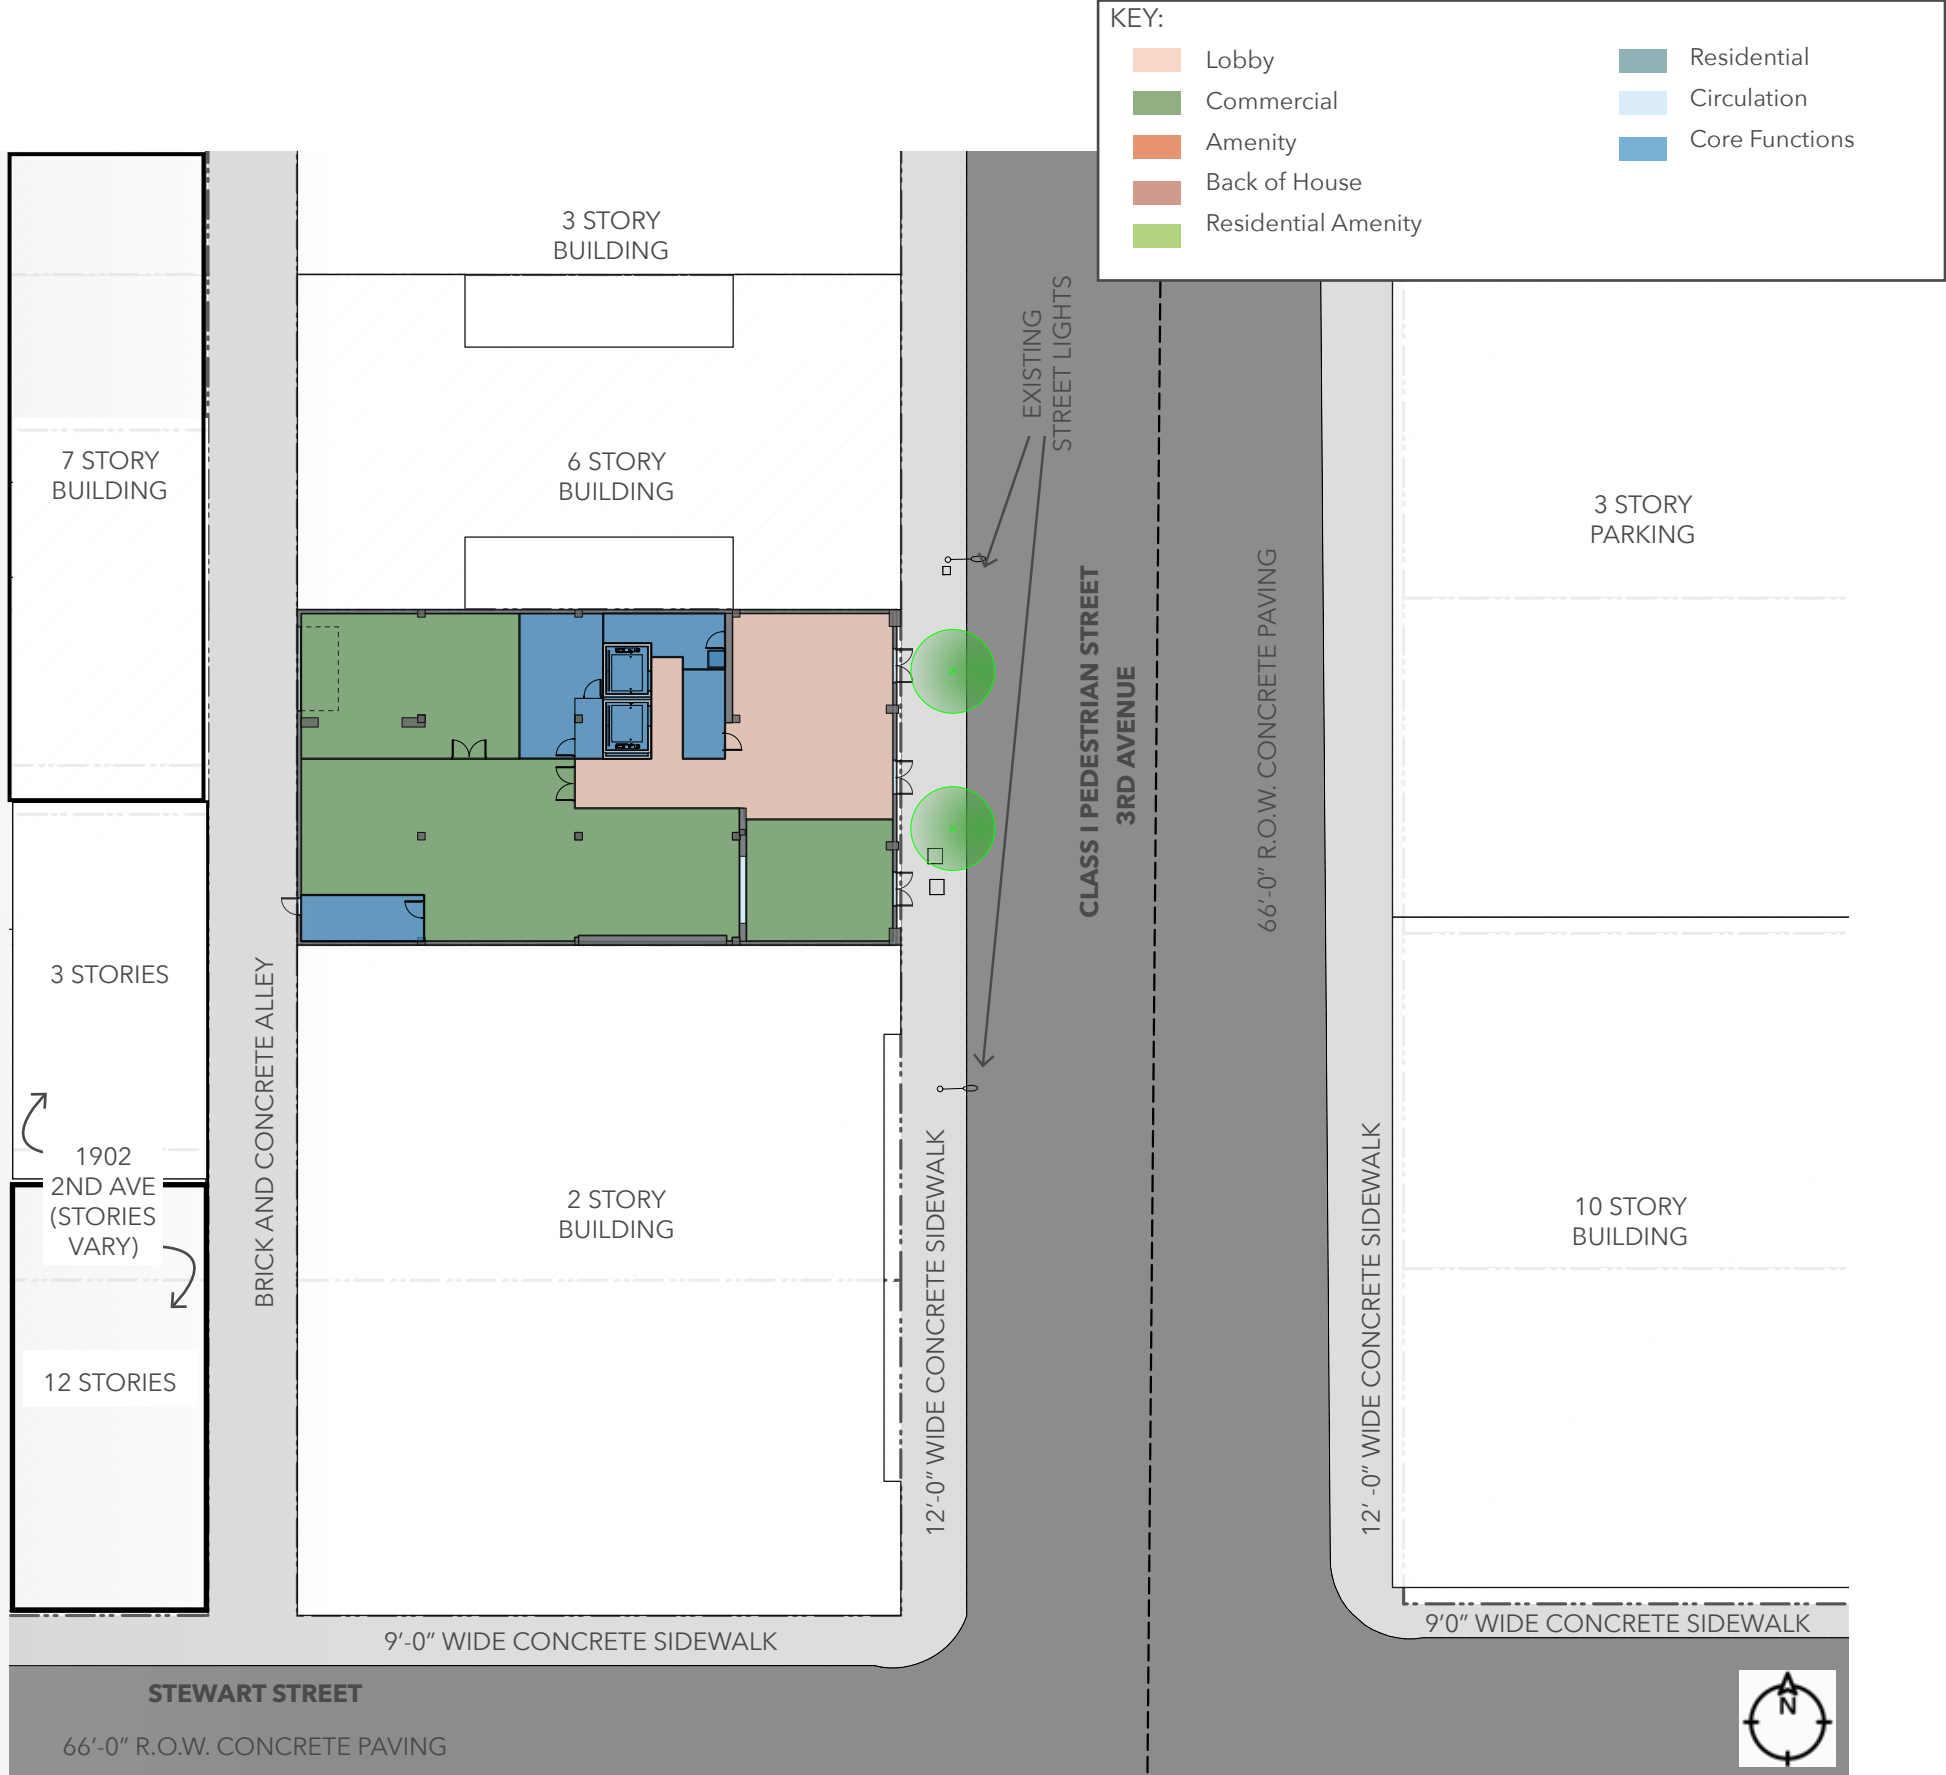 KEY:
Lobby
Commercial
Amenity
Back of House
Residential Amenity
Residential
Circulation
Core Functions
3 STORY
BUILDING
EXISTING
STREET LIGHTS
7 STORY
BUILDING
6 STORY
BUILDING
3 STORY
PARKING
CLASS I PEDESTRIAN STREET
3RD AVENUE
66'-0" R.O.W. CONCRETE PAVING
3 STORIES
BRICK AND CONCRETE ALLEY
1902
2ND AVE
(STORIES
VARY)
2 STORY
BUILDING
12'-0" WIDE CONCRETE SIDEWALK
12' -0" WIDE CONCRETE SIDEWALK
10 STORY
BUILDING
12 STORIES
9'-0" WIDE CONCRETE SIDEWALK
9'0" WIDE CONCRETE SIDEWALK
STEWART STREET
66'-0" R.O.W. CONCRETE PAVING
N